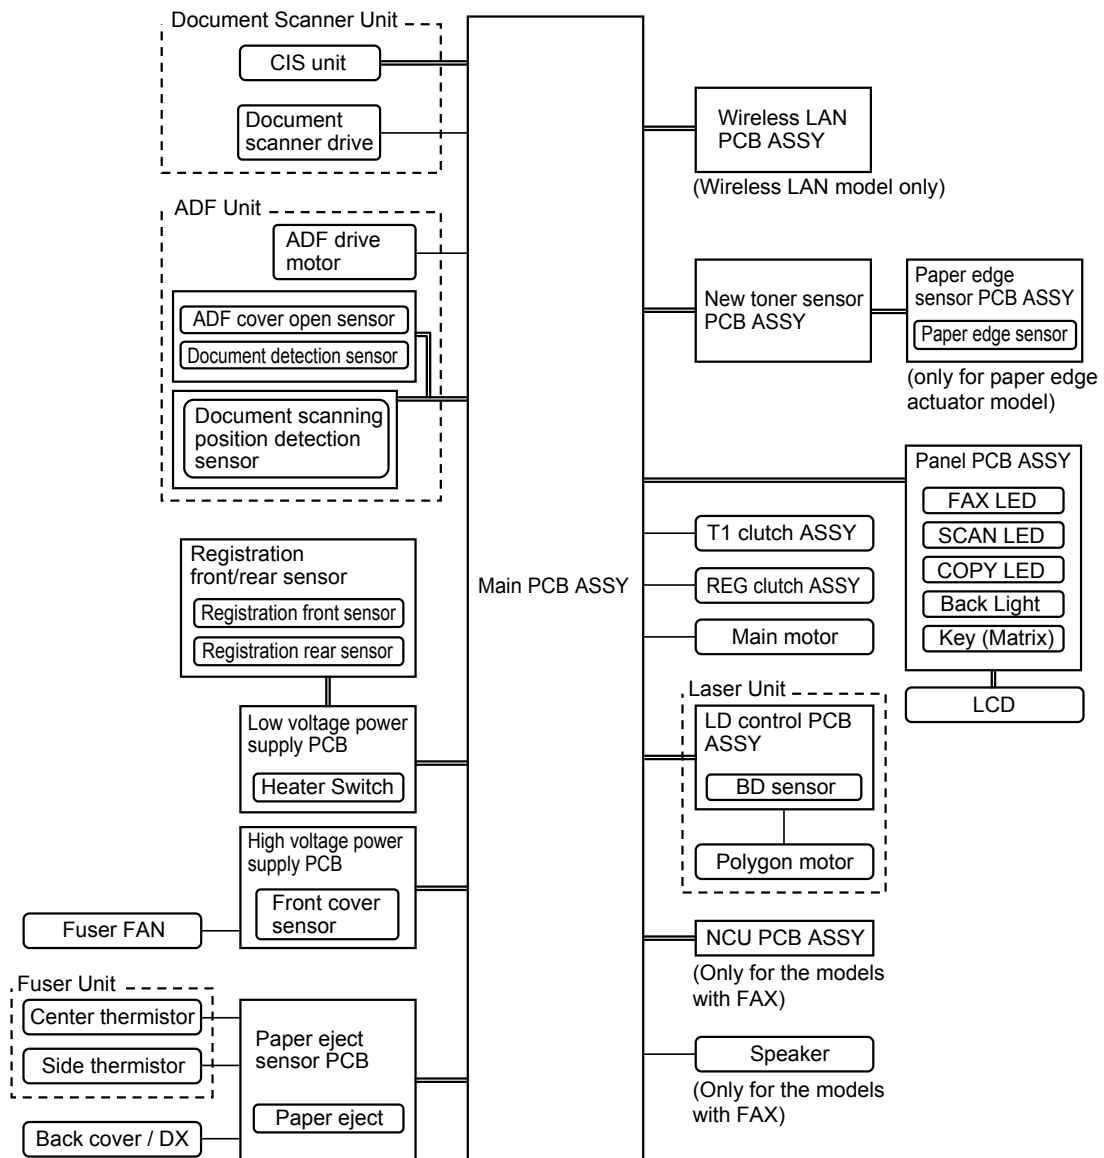 Document Scanner Unit
CIS unit
Document
scanner drive
ADF Unit
ADF drive
motor
ADF cover open sensor
Document detection sensor
Document scanning
position detection
sensor
Registration
front/rear sensor
Registration front sensor
Registration rear sensor
Low voltage power
supply PCB
Heater Switch
High voltage power
supply PCB
Front cover
sensor
Fuser FAN
Fuser Unit
Center thermistor
Side thermistor
Paper eject
sensor PCB
Paper eject
Back cover / DX
Main PCB ASSY
Wireless LAN
PCB ASSY
(Wireless LAN model only)
New toner sensor
PCB ASSY
Paper edge
sensor PCB ASSY
Paper edge sensor
(only for paper edge
actuator model)
Panel PCB ASSY
FAX LED
SCAN LED
COPY LED
Back Light
Key (Matrix)
LCD
T1 clutch ASSY
REG clutch ASSY
Main motor
Laser Unit
LD control PCB
ASSY
BD sensor
Polygon motor
NCU PCB ASSY
(Only for the models
with FAX)
Speaker
(Only for the models
with FAX)